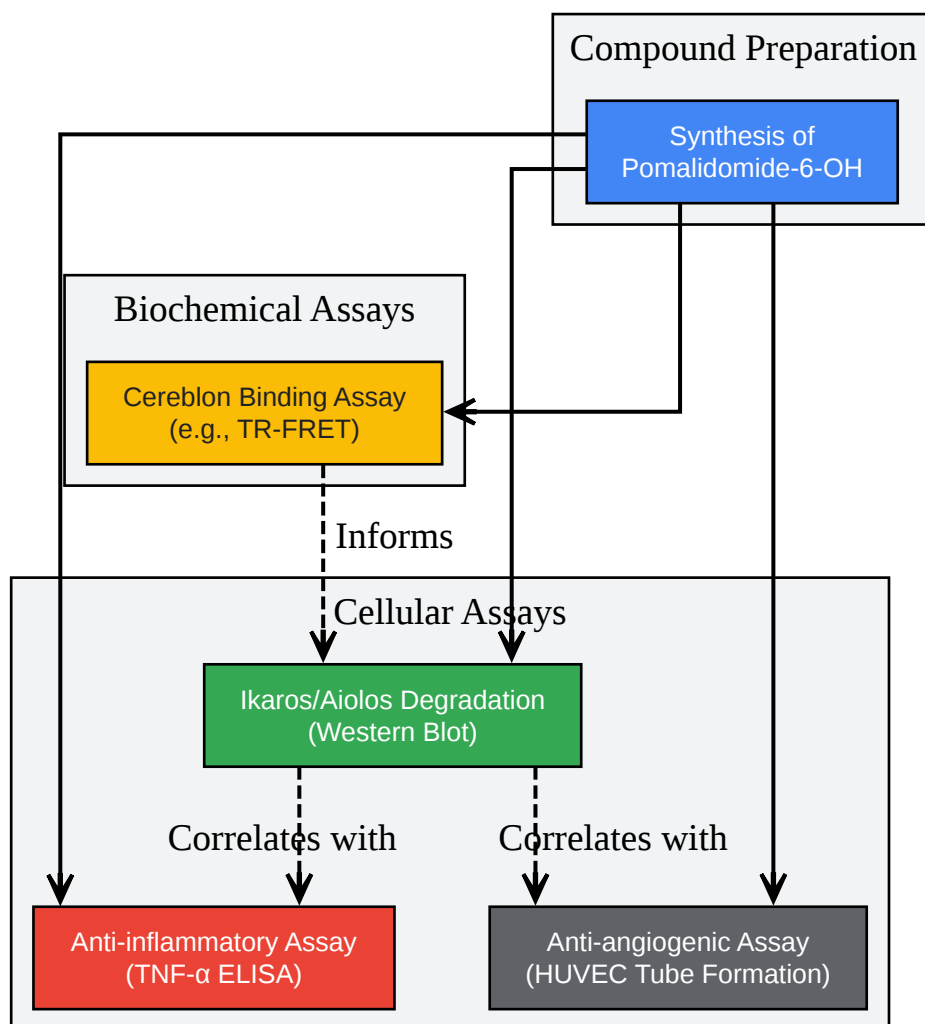 Compound Preparation
Synthesis of
Pomalidomide-6-OH
Biochemical Assays
Cereblon Binding Assay
(e.g., TR-FRET)
Informs
Cellular Assays
Ikaros/Aiolos Degradation
(Western Blot)
Correlates with
Correlates with
Anti-inflammatory Assay
(TNF-α ELISA)
Anti-angiogenic Assay
(HUVEC Tube Formation)